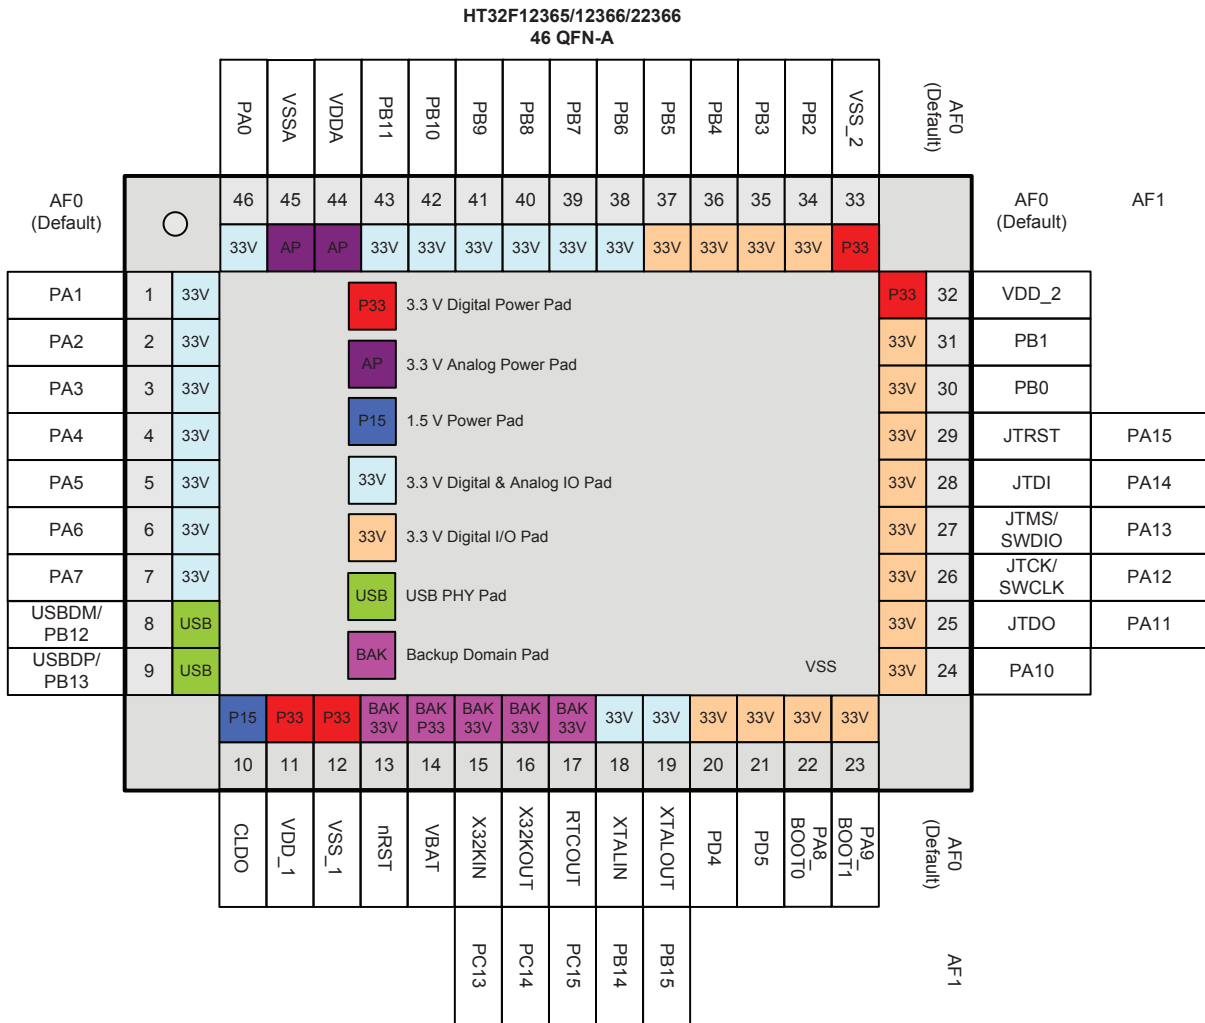 HT32F12365/12366/22366
46 QFN-A
PA0 VSSA VDDA PB11 PB10 PB9 PB8 PB7 PB6 PB5 PB4 PB3 PB2 VSS_2 AF0 (Default)
AF0
(Default)
46 45 44 43 42 41 40 39 38 37 36 35 34 33
AF0
(Default)
AF1
33V AP AP 33V 33V 33V 33V 33V 33V 33V 33V 33V 33V P33
PA1 1 33V
P33 3.3 V Digital Power Pad
P33 32 VDD_2
PA2 2 33V
33V 31 PB1
AP 3.3 V Analog Power Pad
PA3 3 33V
33V 30 PB0
P15 1.5 V Power Pad
PA4 4 33V
33V 29 JTRST PA15
PA5 5 33V
33V 3.3 V Digital & Analog IO Pad
33V 28 JTDI PA14
PA6 6 33V
33V 3.3 V Digital I/O Pad
33V 27 JTMS/
SWDIO PA13
PA7 7 33V
USB USB PHY Pad
33V 26 JTCK/
SWCLK PA12
USBDM/
PB12 8 USB
33V 25 JTDO PA11
BAK Backup Domain Pad
USBDP/
PB13 9 USB
VSS
33V 24 PA10
P15 P33 P33 BAK 33V BAK P33 BAK 33V BAK 33V BAK 33V 33V 33V 33V 33V 33V 33V
10 11 12 13 14 15 16 17 18 19 20 21 22 23
CLDO VDD_1 VSS_1 nRST VBAT X32KIN X32KOUT RTCOUT XTALIN XTALOUT PD4 PD5 PA8_ BOOT0 PA9_ BOOT1 AF0 (Default)
PC13 PC14 PC15 PB14 PB15 AF1